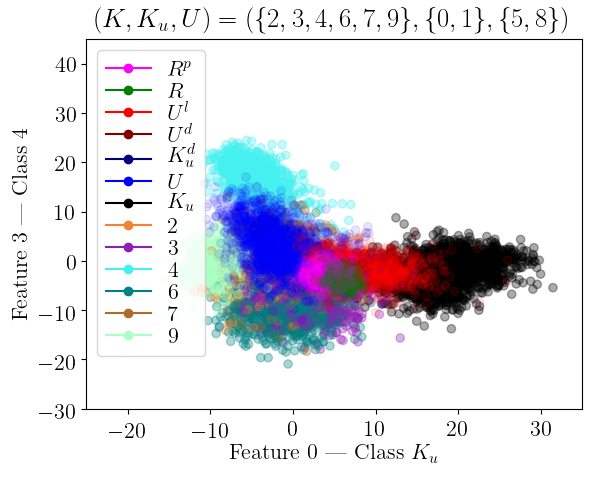 (K, K_u, U) = ({2, 3, 4, 6, 7, 9}, {0, 1}, {5, 8})
40
30
20
10
0
−10
−20
−30
Feature 3 — Class 4
R^p
R
U^l
U^d
K_u^d
U
K_u
2
3
4
6
7
9
−20 −10 0 10 20 30
Feature 0 — Class K_u